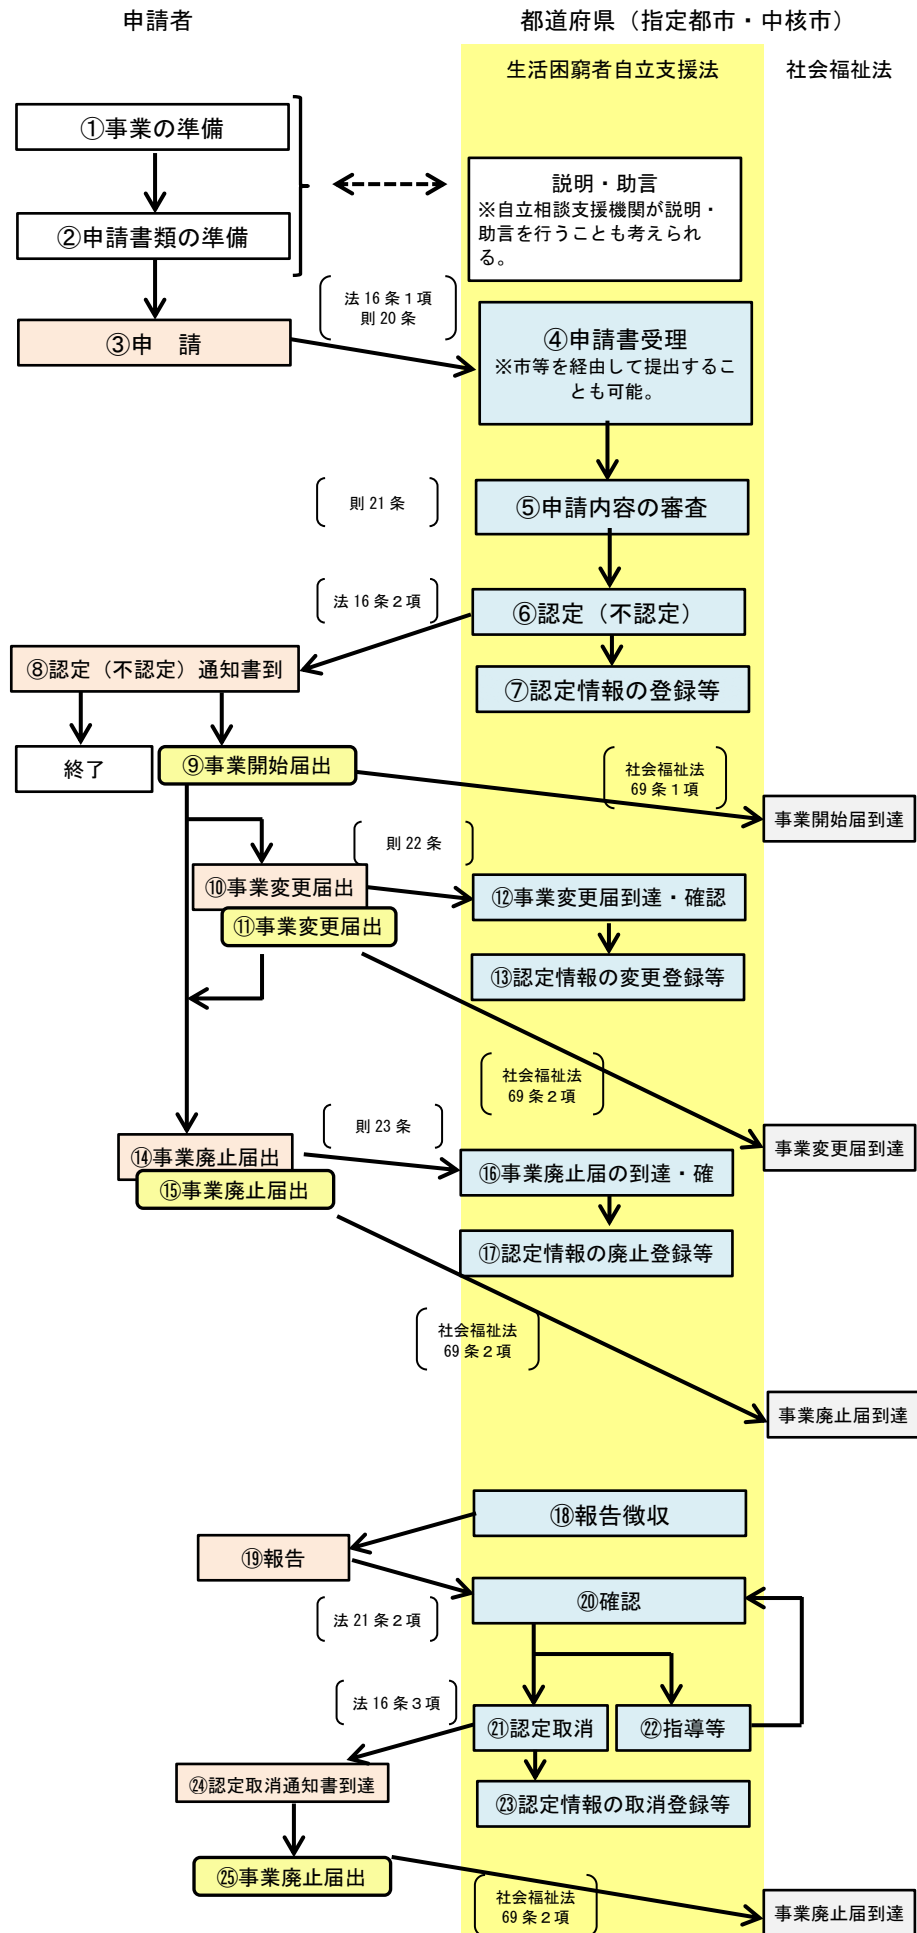 申請者
都道府県（指定都市・中核市）
生活困窮者自立支援法
社会福祉法
①事業の準備
説明・助言
※自立相談支援機関が説明・
助言を行うことも考えられ
る。
②申請書類の準備
法 16 条 1 項
則 20 条
③申　請
④申請書受理
※市等を経由して提出するこ
とも可能。
則 21 条
⑤申請内容の審査
法 16 条 2 項
⑥認定（不認定）
⑧認定（不認定）通知書到
⑦認定情報の登録等
終了
⑨事業開始届出
社会福祉法
69 条 1 項
事業開始届到達
則 22 条
⑩事業変更届出
⑫事業変更届到達・確認
⑪事業変更届出
⑬認定情報の変更登録等
社会福祉法
69 条 2 項
則 23 条
事業変更届到達
⑭事業廃止届出
⑯事業廃止届の到達・確
⑮事業廃止届出
⑰認定情報の廃止登録等
社会福祉法
69 条 2 項
事業廃止届到達
⑱報告徴収
⑲報告
⑳確認
法 21 条 2 項
法 16 条 3 項
㉑認定取消
㉒指導等
㉔認定取消通知書到達
㉓認定情報の取消登録等
㉕事業廃止届出
社会福祉法
69 条 2 項
事業廃止届到達